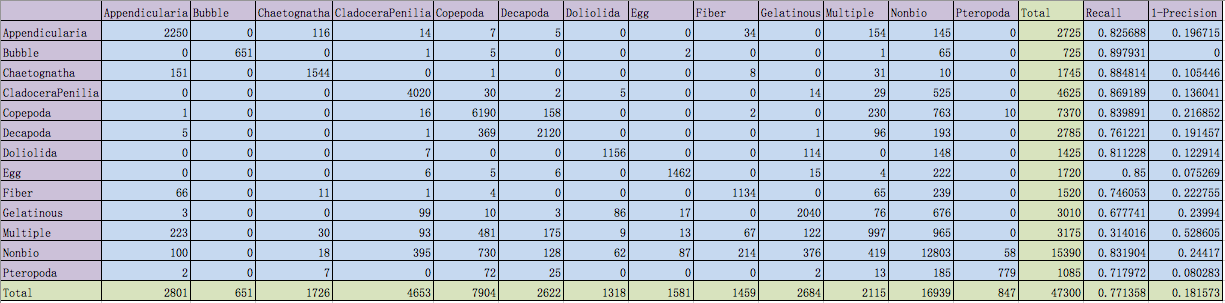 Appendicularia Bubble Chaetognatha CladoceraPenilia Copepoda Decapoda Doliolida Egg Fiber Gelatinous Multiple Nonbio Pteropoda Total Recall 1-Precision
Appendicularia 2250 0 116 14 7 5 0 0 34 0 154 145 0 2725 0.825688 0.196715
Bubble 0 651 0 1 5 0 0 2 0 0 1 65 0 725 0.897931 0
Chaetognatha 151 0 1544 0 1 0 0 0 8 0 31 10 0 1745 0.884814 0.105446
CladoceraPenilia 0 0 0 4020 30 2 5 0 0 14 29 525 0 4625 0.869189 0.136041
Copepoda 1 0 0 16 6190 158 0 0 2 0 230 763 10 7370 0.839891 0.216852
Decapoda 5 0 0 1 369 2120 0 0 0 1 96 193 0 2785 0.761221 0.191457
Doliolida 0 0 0 7 0 0 1156 0 0 114 0 148 0 1425 0.811228 0.122914
Egg 0 0 0 6 5 6 0 1462 0 15 4 222 0 1720 0.85 0.075269
Fiber 66 0 11 1 4 0 0 0 1134 0 65 239 0 1520 0.746053 0.222755
Gelatinous 3 0 0 99 10 3 86 17 0 2040 76 676 0 3010 0.677741 0.23994
Multiple 223 0 30 93 481 175 9 13 67 122 997 965 0 3175 0.314016 0.528605
Nonbio 100 0 18 395 730 128 62 87 214 376 419 12803 58 15390 0.831904 0.24417
Pteropoda 2 0 7 0 72 25 0 0 0 2 13 185 779 1085 0.717972 0.080283
Total 2801 651 1726 4653 7904 2622 1318 1581 1459 2684 2115 16939 847 47300 0.771358 0.181573